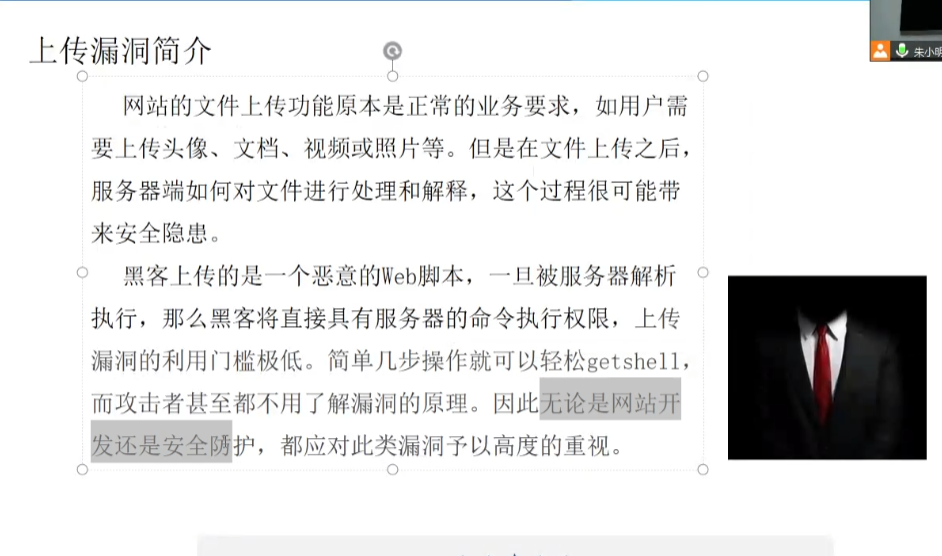 上传漏洞简介
朱小明
网站的文件上传功能原本是正常的业务要求，如用户需
要上传头像、文档、视频或照片等。但是在文件上传之后，
服务器端如何对文件进行处理和解释，这个过程很可能带
来安全隐患。
黑客上传的是一个恶意的Web脚本，一旦被服务器解析
执行，那么黑客将直接具有服务器的命令执行权限，上传
漏洞的利用门槛极低。简单几步操作就可以轻松getshell，
而攻击者甚至都不用了解漏洞的原理。因此无论是网站开
发还是安全防护，都应对此类漏洞予以高度的重视。